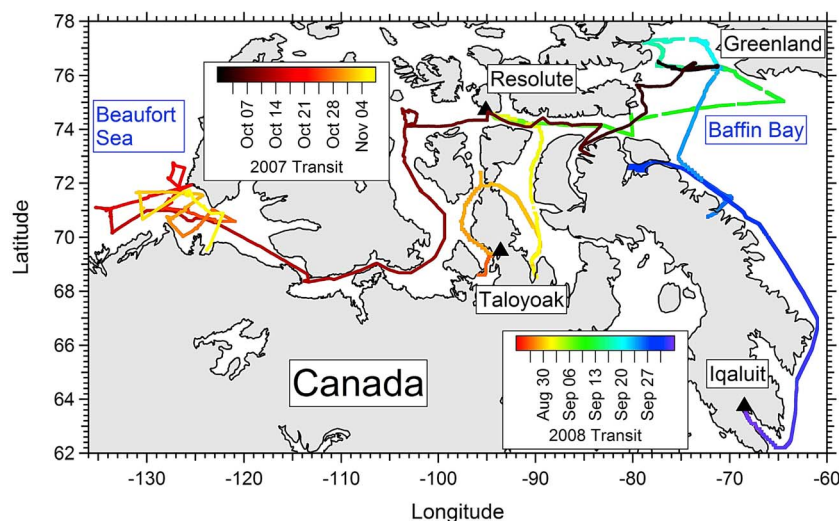 78
76
74
72
70
68
66
64
62
Latitude
Greenland
Resolute
Oct 07
Oct 14
Oct 21
Oct 28
Nov 04
2007 Transit
Beaufort
Sea
Baffin Bay
Taloyoak
Canada
Aug 30
Sep 06
Sep 13
Sep 20
Sep 27
2008 Transit
Iqaluit
-130
-120
-110
-100
-90
-80
-70
-60
Longitude